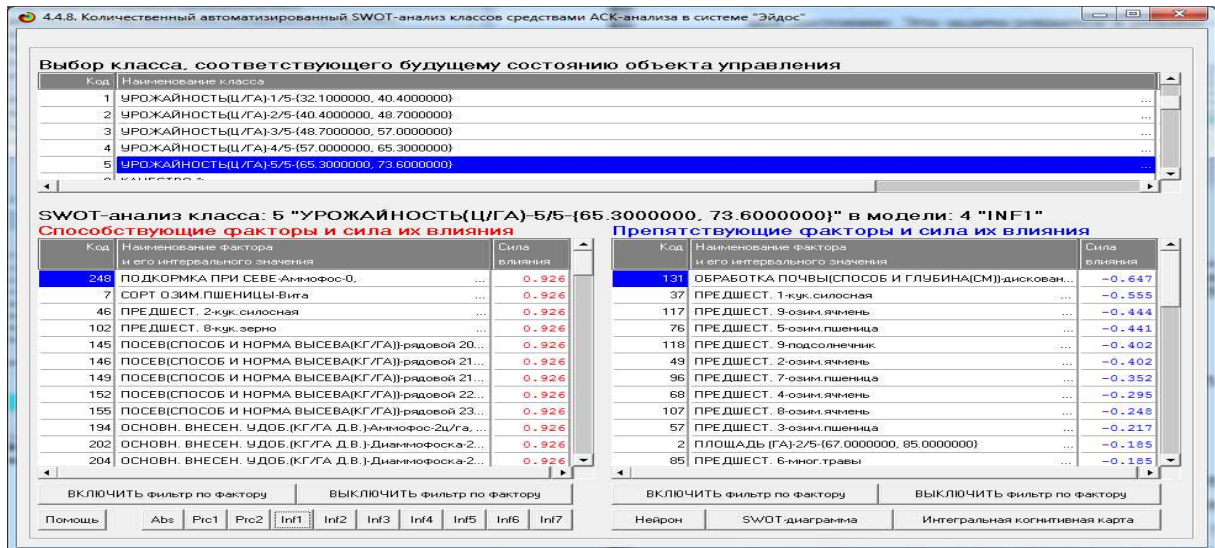 4.4.8. Количественный автоматизированный SWOT-анализ классов средствами АСК-анализа в системе "Эйдос"
Выбор класса, соответствующего будущему состоянию объекта управления
Код Наименование класса
1 УРОЖАЙНОСТЬ(Ц/ГА)-1/5-{32.1000000, 40.4000000} ...
2 УРОЖАЙНОСТЬ(Ц/ГА)-2/5-{40.4000000, 48.7000000} ...
3 УРОЖАЙНОСТЬ(Ц/ГА)-3/5-{48.7000000, 57.0000000} ...
4 УРОЖАЙНОСТЬ(Ц/ГА)-4/5-{57.0000000, 65.3000000} ...
5 УРОЖАЙНОСТЬ(Ц/ГА)-5/5-{65.3000000, 73.6000000} ...
SWOT-анализ класса: 5 "УРОЖАЙНОСТЬ(Ц/ГА)-5/5-{65.3000000, 73.6000000}" в модели: 4 "INF1"
Способствующие факторы и сила их влияния
Код Наименование фактора Сила
и его интервального значения влияния
248 ПОДКОРМКА ПРИ СЕВЕ-Аммофос-0, ... 0.926
7 СОРТ ОЗИМ.ПШЕНИЦЫ-Вита ... 0.926
46 ПРЕДШЕСТ. 2-кук.силосная ... 0.926
102 ПРЕДШЕСТ. 8-кук.зерно ... 0.926
145 ПОСЕВ(СПОСОБ И НОРМА ВЫСЕВА(КГ/ГА))-рядовой 20... 0.926
146 ПОСЕВ(СПОСОБ И НОРМА ВЫСЕВА(КГ/ГА))-рядовой 21... 0.926
149 ПОСЕВ(СПОСОБ И НОРМА ВЫСЕВА(КГ/ГА))-рядовой 21... 0.926
152 ПОСЕВ(СПОСОБ И НОРМА ВЫСЕВА(КГ/ГА))-рядовой 22... 0.926
155 ПОСЕВ(СПОСОБ И НОРМА ВЫСЕВА(КГ/ГА))-рядовой 23... 0.926
194 ОСНОВН. ВНЕСЕН. УДОБ.(КГ/ГА Д.В.)-Аммофос-2ц/га, ... 0.926
202 ОСНОВН. ВНЕСЕН. УДОБ.(КГ/ГА Д.В.)-Диаммофоска-2... 0.926
204 ОСНОВН. ВНЕСЕН. УДОБ.(КГ/ГА Д.В.)-Диаммофоска-2... 0.926
ВКЛЮЧИТЬ фильтр по фактору ВЫКЛЮЧИТЬ фильтр по фактору
Препятствующие факторы и сила их влияния
Код Наименование фактора Сила
и его интервального значения влияния
131 ОБРАБОТКА ПОЧВЫ(СПОСОБ И ГЛУБИНА(СМ))-дискован... -0.647
37 ПРЕДШЕСТ. 1-кук.силосная ... -0.555
117 ПРЕДШЕСТ. 9-озим.ячмень ... -0.444
76 ПРЕДШЕСТ. 5-озим.пшеница ... -0.441
118 ПРЕДШЕСТ. 9-подсолнечник ... -0.402
49 ПРЕДШЕСТ. 2-озим.ячмень ... -0.402
96 ПРЕДШЕСТ. 7-озим.пшеница ... -0.352
68 ПРЕДШЕСТ. 4-озим.ячмень ... -0.295
107 ПРЕДШЕСТ. 8-озим.ячмень ... -0.248
57 ПРЕДШЕСТ. 3-озим.пшеница ... -0.217
2 ПЛОЩАДЬ (ГА)-2/5-{67.0000000, 85.0000000} ... -0.185
85 ПРЕДШЕСТ. 6-мног.травы ... -0.185
ВКЛЮЧИТЬ фильтр по фактору ВЫКЛЮЧИТЬ фильтр по фактору
Помощь Abs Prc1 Prc2 Inf1 Inf2 Inf3 Inf4 Inf5 Inf6 Inf7 Нейрон SWOT-диаграмма Интегральная когнитивная карта